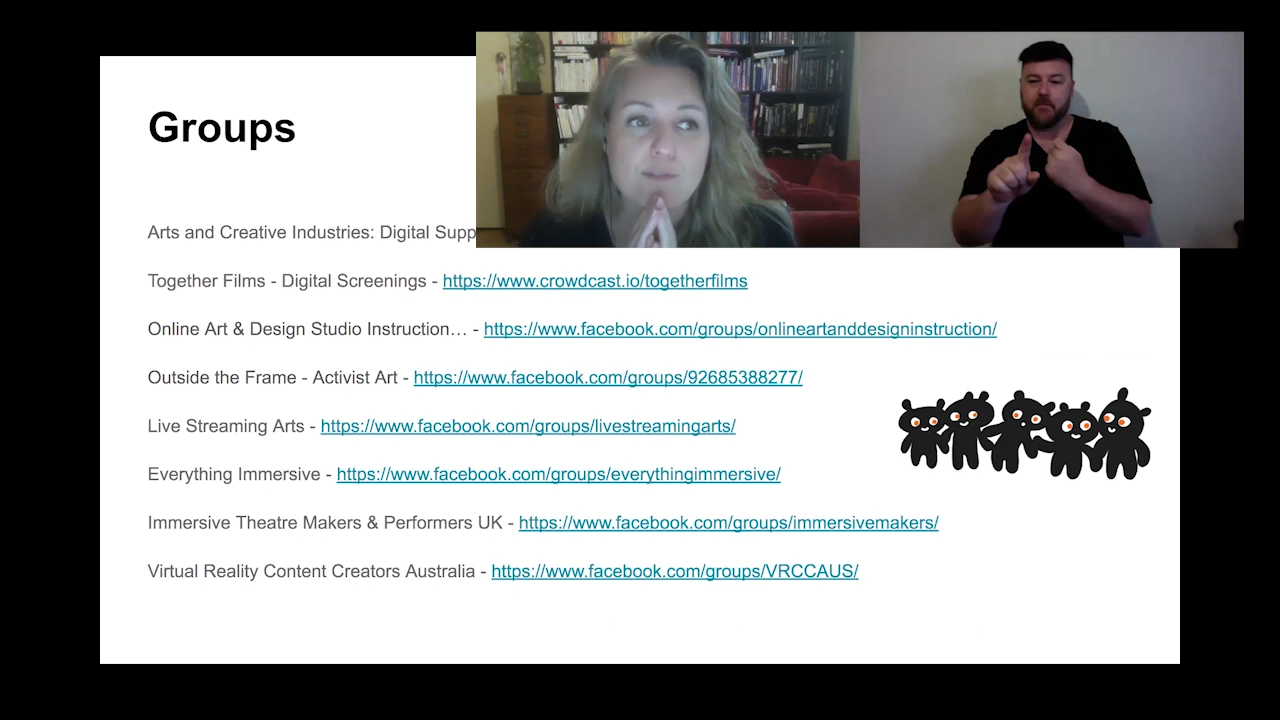 Groups
Arts and Creative Industries: Digital
Together Films - Digital Screenings - https://www.crowdcast.io/togetherfilms
Online Art & Design Studio Instruction… - https://www.facebook.com/groups/onlineartanddesigninstruction/
Outside the Frame - Activist Art - https://www.facebook.com/groups/92685388277/
Live Streaming Arts - https://www.facebook.com/groups/livestreamingarts/
Everything Immersive - https://www.facebook.com/groups/everythingimmersive/
Immersive Theatre Makers & Performers UK - https://www.facebook.com/groups/immersivemakers/
Virtual Reality Content Creators Australia - https://www.facebook.com/groups/VRCCAUS/